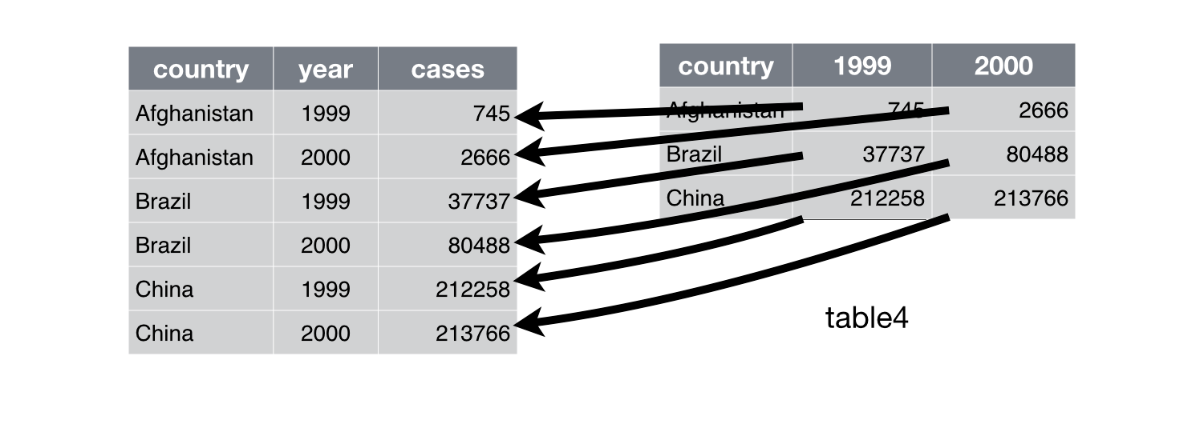 country year cases
Afghanistan 1999 745
Afghanistan 2000 2666
Brazil 1999 37737
Brazil 2000 80488
China 1999 212258
China 2000 213766
country 1999 2000
Afghanistan 745 2666
Brazil 37737 80488
China 212258 213766
table4